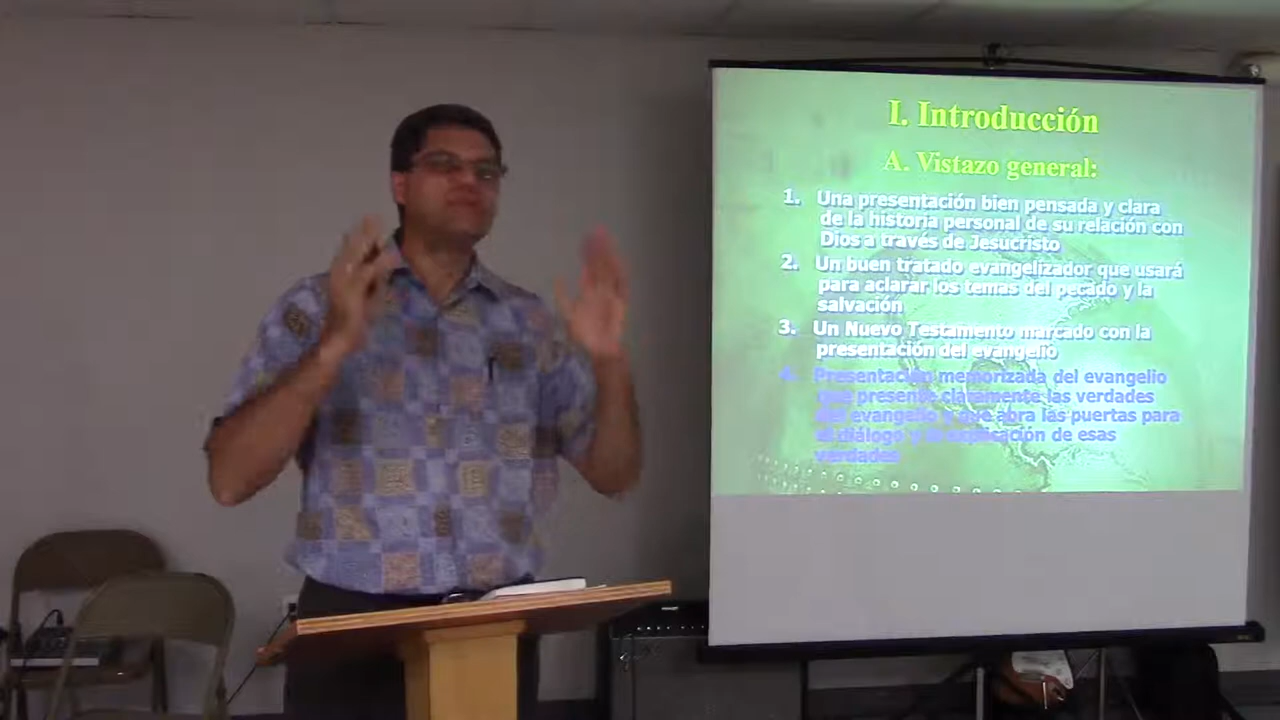 I. Introducción
A. Vistazo general:
1. Una presentación bien pensada y clara
de la historia personal de su relación con
Dios a través de Jesucristo
2. Un buen tratado evangelizador que usará
para aclarar los temas del pecado y la
salvación
3. Un Nuevo Testamento marcado con la
presentación del evangelio
4. Presentación memorizada del evangelio
que presente claramente las verdades
del evangelio y que abra las puertas para
el diálogo y la explicación de esas
verdades